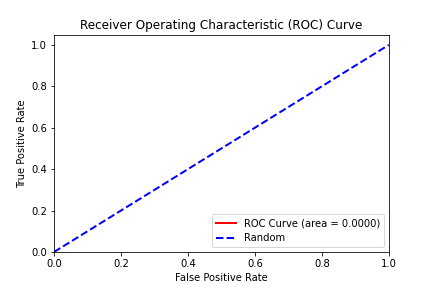 Receiver Operating Characteristic (ROC) Curve
True Positive Rate
1.0
0.8
0.6
0.4
0.2
0.0
ROC Curve (area = 0.0000)
Random
0.0 0.2 0.4 0.6 0.8 1.0
False Positive Rate